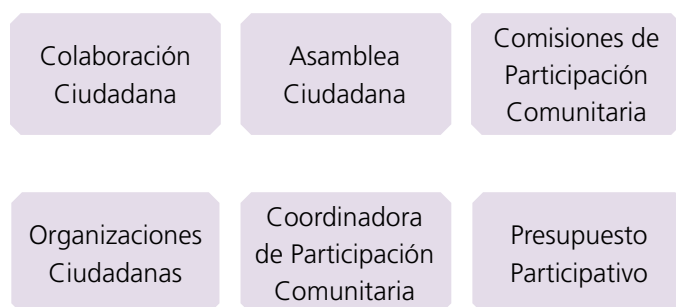 Colaboración
Ciudadana
Asamblea
Ciudadana
Comisiones de
Participación
Comunitaria
Organizaciones
Ciudadanas
Coordinadora
de Participación
Comunitaria
Presupuesto
Participativo